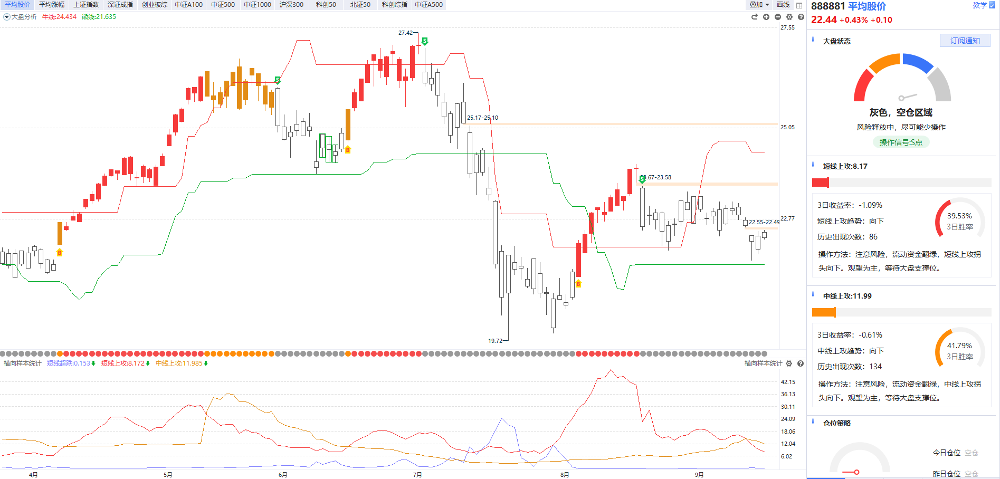 平均股价 平均涨幅 上证指数 深证成指 创业板综 中证A100 中证500 中证1000 沪深300 科创50 北证50 科创综指 中证A500 叠加 画线
大盘分析 牛线:24.434 熊线:21.635
27.55
27.42
S
S
25.17-25.10
25.05
B
S
23.67-23.58
22.77
22.55-22.49
B
B
19.72
横向样本统计 短线超跌:0.153 短线上攻:8.172 中线上攻:11.985 横向样本统计
42.15
36.13
30.11
24.09
18.06
12.04
6.02
4月 5月 6月 7月 8月 9月
888881 平均股价 教学
22.44 +0.43% +0.10
大盘状态 订阅通知
灰色，空仓区域
风险释放中，尽可能少操作
操作信号:S点
短线上攻:8.17
3日收益率：-1.09%
短线上攻趋势：向下
历史出现次数：86
39.53%
3日胜率
操作方法：注意风险，流动资金翻绿，短线上攻拐
头向下。观望为主，等待大盘支撑位。
中线上攻:11.99
3日收益率：-0.61%
中线上攻趋势：向下
历史出现次数：134
41.79%
3日胜率
操作方法：注意风险，流动资金翻绿，中线上攻拐
头向下。观望为主，等待大盘支撑位。
仓位策略
今日仓位 空仓
昨日仓位 空仓